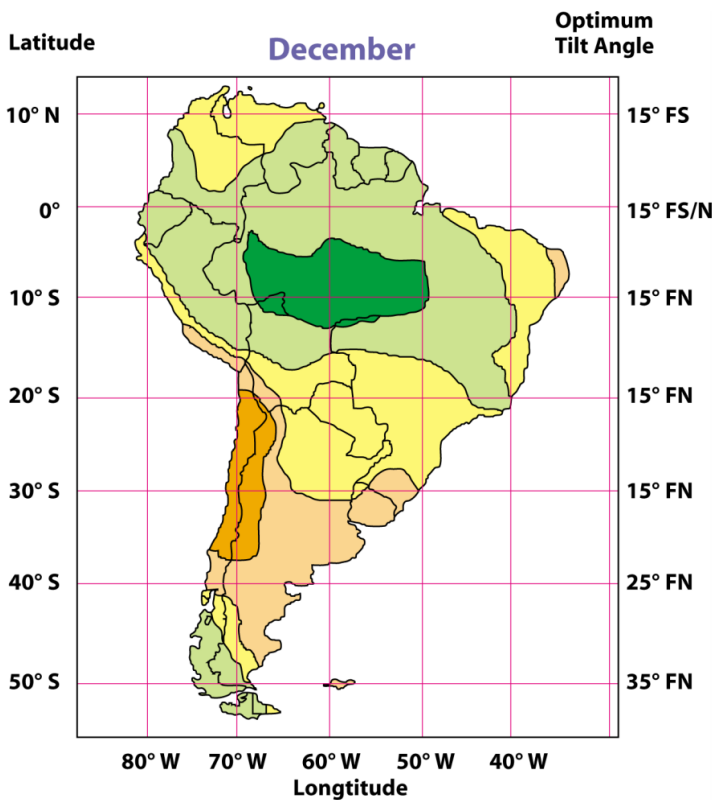 Latitude
December
Optimum
Tilt Angle
10° N
15° FS
0°
15° FS/N
10° S
15° FN
20° S
15° FN
30° S
15° FN
40° S
25° FN
50° S
35° FN
80° W
70° W
60° W
50° W
40° W
Longtitude